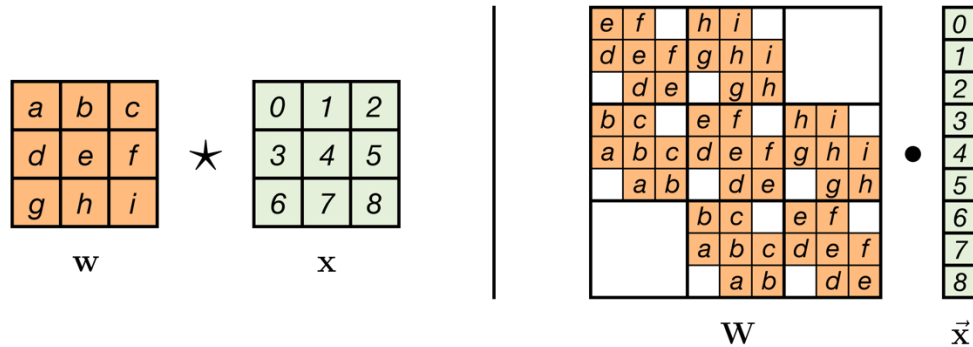 a b c
d e f
g h i
w
★
0 1 2
3 4 5
6 7 8
x
e f h i
d e f g h i
d e g h
b c e f h i
a b c d e f g h i
a b d e g h
b c e f
a b c d e f
a b d e
W
•
0
1
2
3
4
5
6
7
8
x⃗